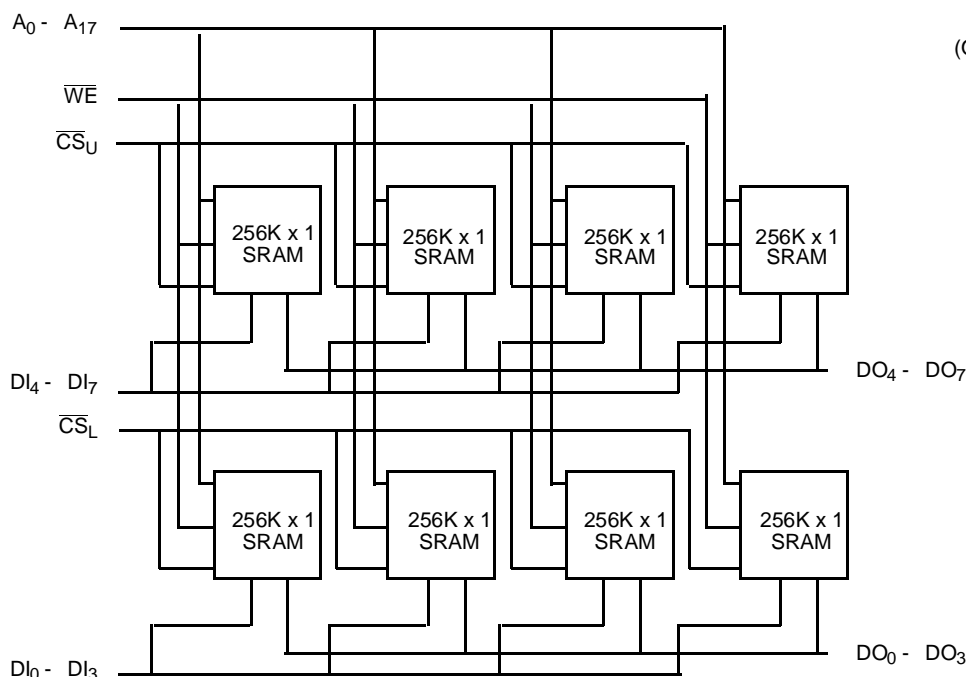 A0 - A17
(
WE
CSU
256K x 1
SRAM
256K x 1
SRAM
256K x 1
SRAM
256K x 1
SRAM
DI4 - DI7
DO4 - DO7
CSL
256K x 1
SRAM
256K x 1
SRAM
256K x 1
SRAM
256K x 1
SRAM
DI0 - DI3
DO0 - DO3